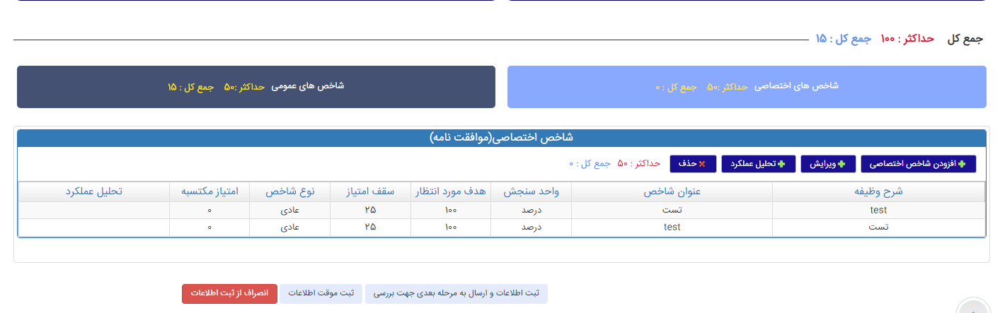 جمع کل حداکثر : ۱۰۰ جمع کل : ۱۵
شاخص های اختصاصی حداکثر :۵۰ جمع کل : ۰
شاخص های عمومی حداکثر :۵۰ جمع کل : ۱۵
شاخص اختصاصی(موافقت نامه)
افزودن شاخص اختصاصی ویرایش تحلیل عملکرد حذف حداکثر : ۵۰ جمع کل : ۰
شرح وظیفه عنوان شاخص واحد سنجش هدف مورد انتظار سقف امتیاز نوع شاخص امتیاز مکتسبه تحلیل عملکرد
test تست درصد ۱۰۰ ۲۵ عادی ۰
تست test درصد ۱۰۰ ۲۵ عادی ۰
ثبت اطلاعات و ارسال به مرحله بعدی جهت بررسی ثبت موقت اطلاعات انصراف از ثبت اطلاعات